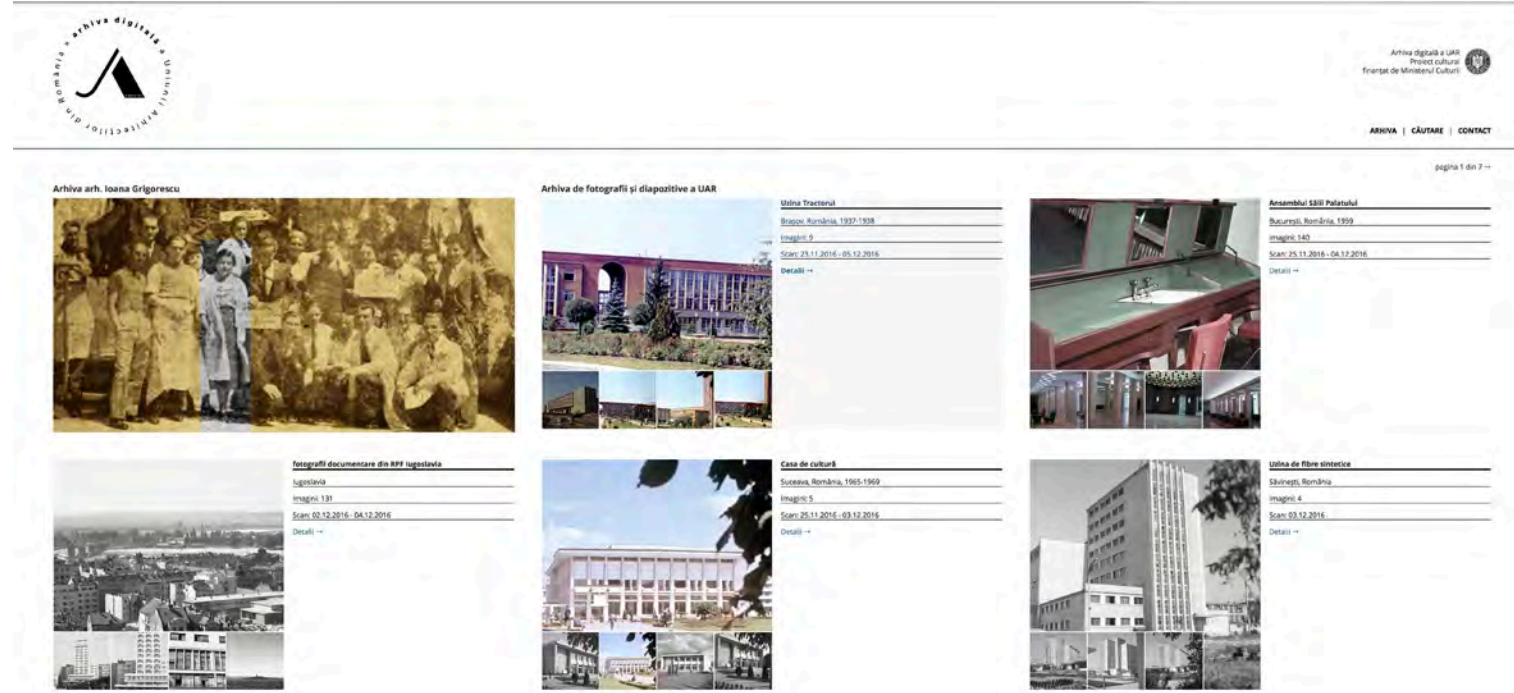 arhiva digitală a Uniunii Arhitecților din România »
Arhiva digitală a UAR
Proiect cultural
finanțat de Ministerul Culturii
ARHIVA | CĂUTARE | CONTACT
pagina 1 din 7 →
Arhiva arh. Ioana Grigorescu
Arhiva de fotografii și diapozitive a UAR
Uzina Tractorul
Brașov, România, 1937-1938
Imagini: 9
Scan: 23.11.2016 - 05.12.2016
Detalii →
Ansamblul Sălii Palatului
București, România, 1959
Imagini: 140
Scan: 25.11.2016 - 04.12.2016
Detalii →
fotografii documentare din RPF Iugoslavia
Iugoslavia
Imagini: 131
Scan: 02.12.2016 - 04.12.2016
Detalii →
Casa de cultură
Suceava, România, 1965-1969
Imagini: 5
Scan: 25.11.2016 - 03.12.2016
Detalii →
Uzina de fibre sintetice
Săvinești, România
Imagini: 4
Scan: 03.12.2016
Detalii →